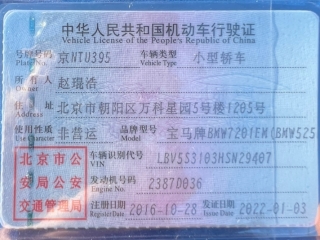 中华人民共和国机动车行驶证
Vehicle License of the People's Republic of China
号牌号码 京NTU395 车辆类型 小型轿车
Plate No. Vehicle Type
所有人 赵琨浩
Owner
住址 北京市朝阳区万科星园5号楼1205号
Address
使用性质 非营运 品牌型号 宝马牌BMW7201EM(BMW525
Use Character
北京市公 车辆识别代号 LBV5S3103HSN29407
VIN
安局公安 发动机号码 2387D036
Engine No.
交通管理局 注册日期 2016-10-28 发证日期 2022-01-03
Register Date Issue Date